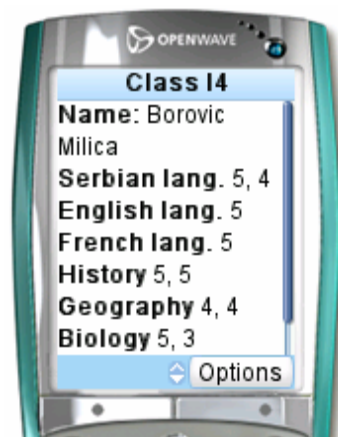 OPENWAVE
Class I4
Name: Borovic
Milica
Serbian lang. 5, 4
English lang. 5
French lang. 5
History 5, 5
Geography 4, 4
Biology 5, 3
Options